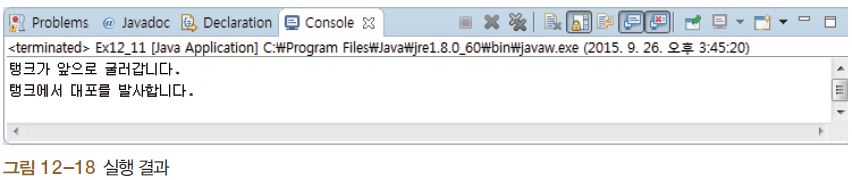 Problems @ Javadoc Declaration Console
<terminated> Ex12_11 [Java Application] C:₩Program Files₩Java₩jre1.8.0_60₩bin₩javaw.exe (2015. 9. 26. 오후 3:45:20)
탱크가 앞으로 굴러갑니다.
탱크에서 대포를 발사합니다.
그림 12-18 실행 결과